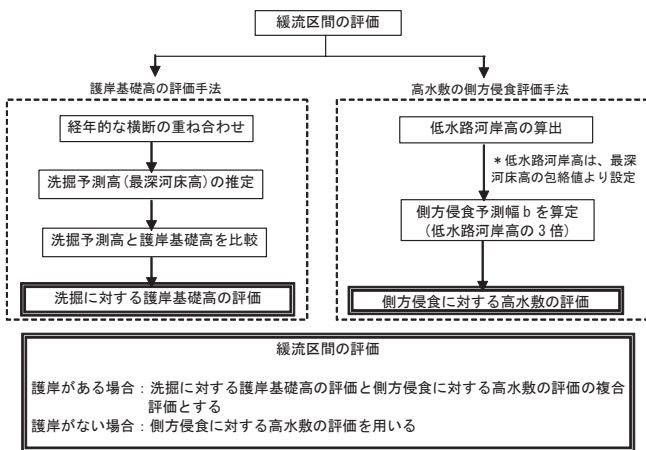 緩流区間の評価
護岸基礎高の評価手法
経年的な横断の重ね合わせ
洗掘予測高(最深河床高)の推定
洗掘予測高と護岸基礎高を比較
洗掘に対する護岸基礎高の評価
高水敷の側方侵食評価手法
低水路河岸高の算出
＊低水路河岸高は、最深
河床高の包絡値より設定
側方侵食予測幅ｂを算定
(低水路河岸高の３倍)
側方侵食に対する高水敷の評価
緩流区間の評価
護岸がある場合：洗掘に対する護岸基礎高の評価と側方侵食に対する高水敷の評価の複合
評価とする
護岸がない場合：側方侵食に対する高水敷の評価を用いる